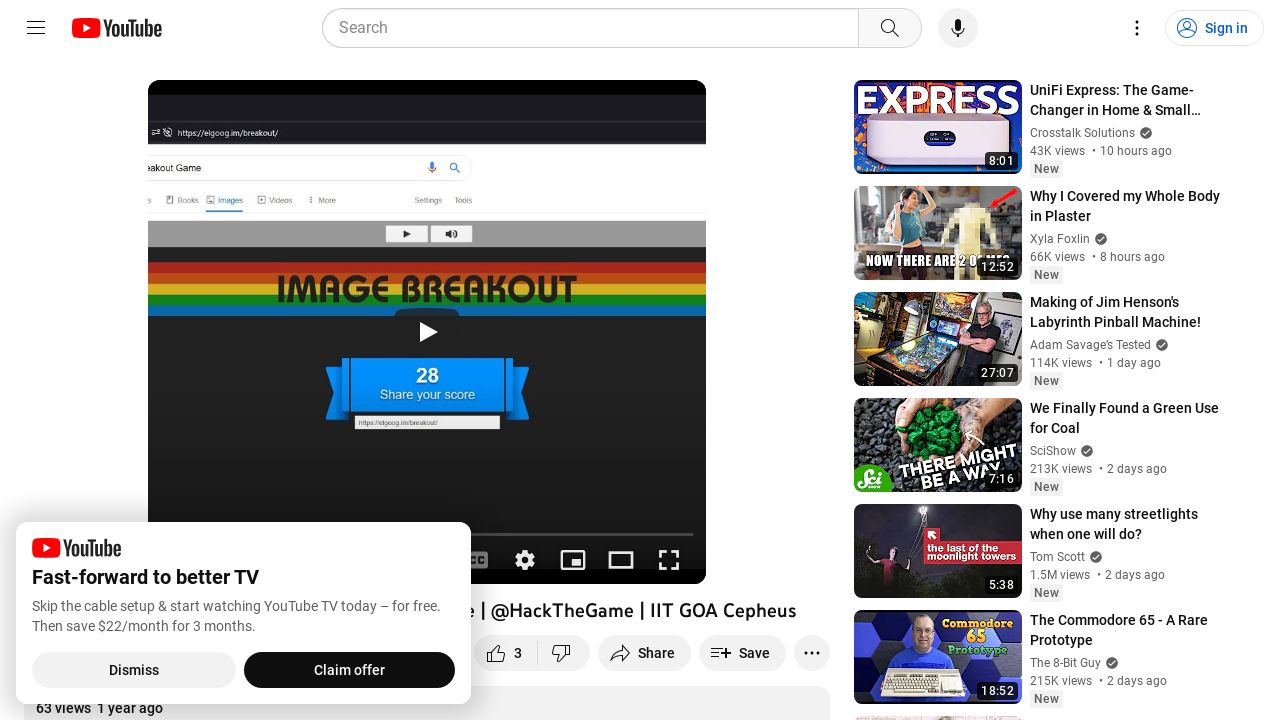 YouTube
Search
Sign in
https://elgoog.im/breakout/
eakout Game
Books
Images
Videos
More
Settings
Tools
IMAGE BREAKOUT
28
Share your score
https://elgoog.im/breakout/
YouTube
Fast-forward to better TV
Skip the cable setup & start watching YouTube TV today – for free.
Then save $22/month for 3 months.
Dismiss
Claim offer
e | @HackTheGame | IIT GOA Cepheus
3
Share
Save
63 views 1 year ago
EXPRESS
8:01
UniFi Express: The Game-
Changer in Home & Small…
Crosstalk Solutions
43K views • 10 hours ago
New
NOW THERE ARE 2 OF ME?
12:52
Why I Covered my Whole Body
in Plaster
Xyla Foxlin
66K views • 8 hours ago
New
27:07
Making of Jim Henson's
Labyrinth Pinball Machine!
Adam Savage’s Tested
114K views • 1 day ago
New
THERE MIGHT
BE A WAY
Sci
SHOW
7:16
We Finally Found a Green Use
for Coal
SciShow
213K views • 2 days ago
New
the last of the
moonlight towers
5:38
Why use many streetlights
when one will do?
Tom Scott
1.5M views • 2 days ago
New
Commodore
65
Prototype
18:52
The Commodore 65 - A Rare
Prototype
The 8-Bit Guy
215K views • 2 days ago
New